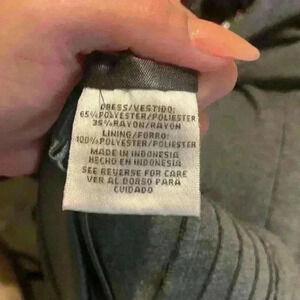 DRESS/VESTIDO:
65%POLYESTER/POLIESTER
35%RAYON/RAYON
LINING/FORRO:
100%POLYESTER/POLIESTER
MADE IN INDONESIA
HECHO EN INDONESIA
SEE REVERSE FOR CARE
VER AL DORSO PARA
CUIDADO